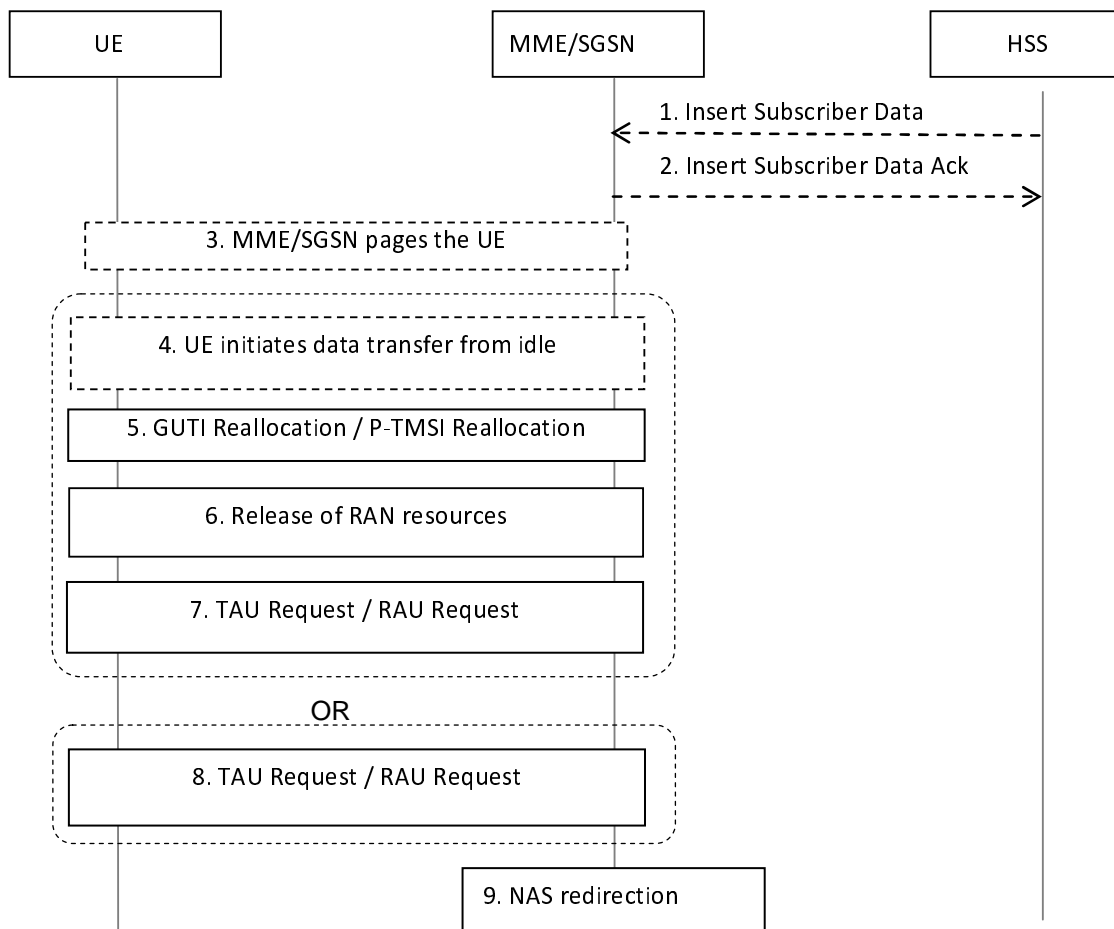 UE
MME/SGSN
HSS
1. Insert Subscriber Data
2. Insert Subscriber Data Ack
3. MME/SGSN pages the UE
4. UE initiates data transfer from idle
5. GUTI Reallocation / P-TMSI Reallocation
6. Release of RAN resources
7. TAU Request / RAU Request
OR
8. TAU Request / RAU Request
9. NAS redirection